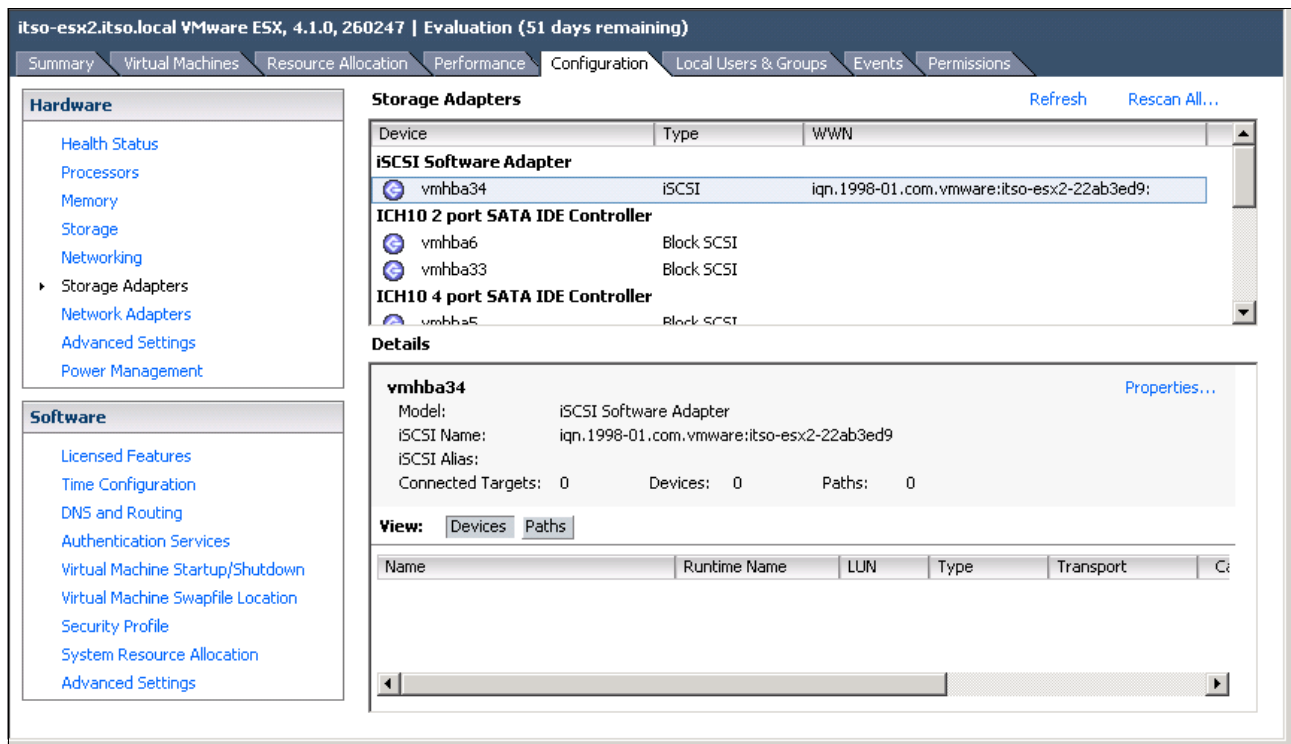 itso-esx2.itso.local VMware ESX, 4.1.0, 260247 | Evaluation (51 days remaining)
Summary Virtual Machines Resource Allocation Performance Configuration Local Users & Groups Events Permissions
Hardware
Health Status
Processors
Memory
Storage
Networking
Storage Adapters
Network Adapters
Advanced Settings
Power Management
Software
Licensed Features
Time Configuration
DNS and Routing
Authentication Services
Virtual Machine Startup/Shutdown
Virtual Machine Swapfile Location
Security Profile
System Resource Allocation
Advanced Settings
Storage Adapters Refresh Rescan All...
Device Type WWN
iSCSI Software Adapter
vmhba34 iSCSI iqn.1998-01.com.vmware:itso-esx2-22ab3ed9:
ICH10 2 port SATA IDE Controller
vmhba6 Block SCSI
vmhba33 Block SCSI
ICH10 4 port SATA IDE Controller
vmhba5 Block SCSI
Details
vmhba34 Properties...
Model: iSCSI Software Adapter
iSCSI Name: iqn.1998-01.com.vmware:itso-esx2-22ab3ed9
iSCSI Alias:
Connected Targets: 0 Devices: 0 Paths: 0
View: Devices Paths
Name Runtime Name LUN Type Transport Ca